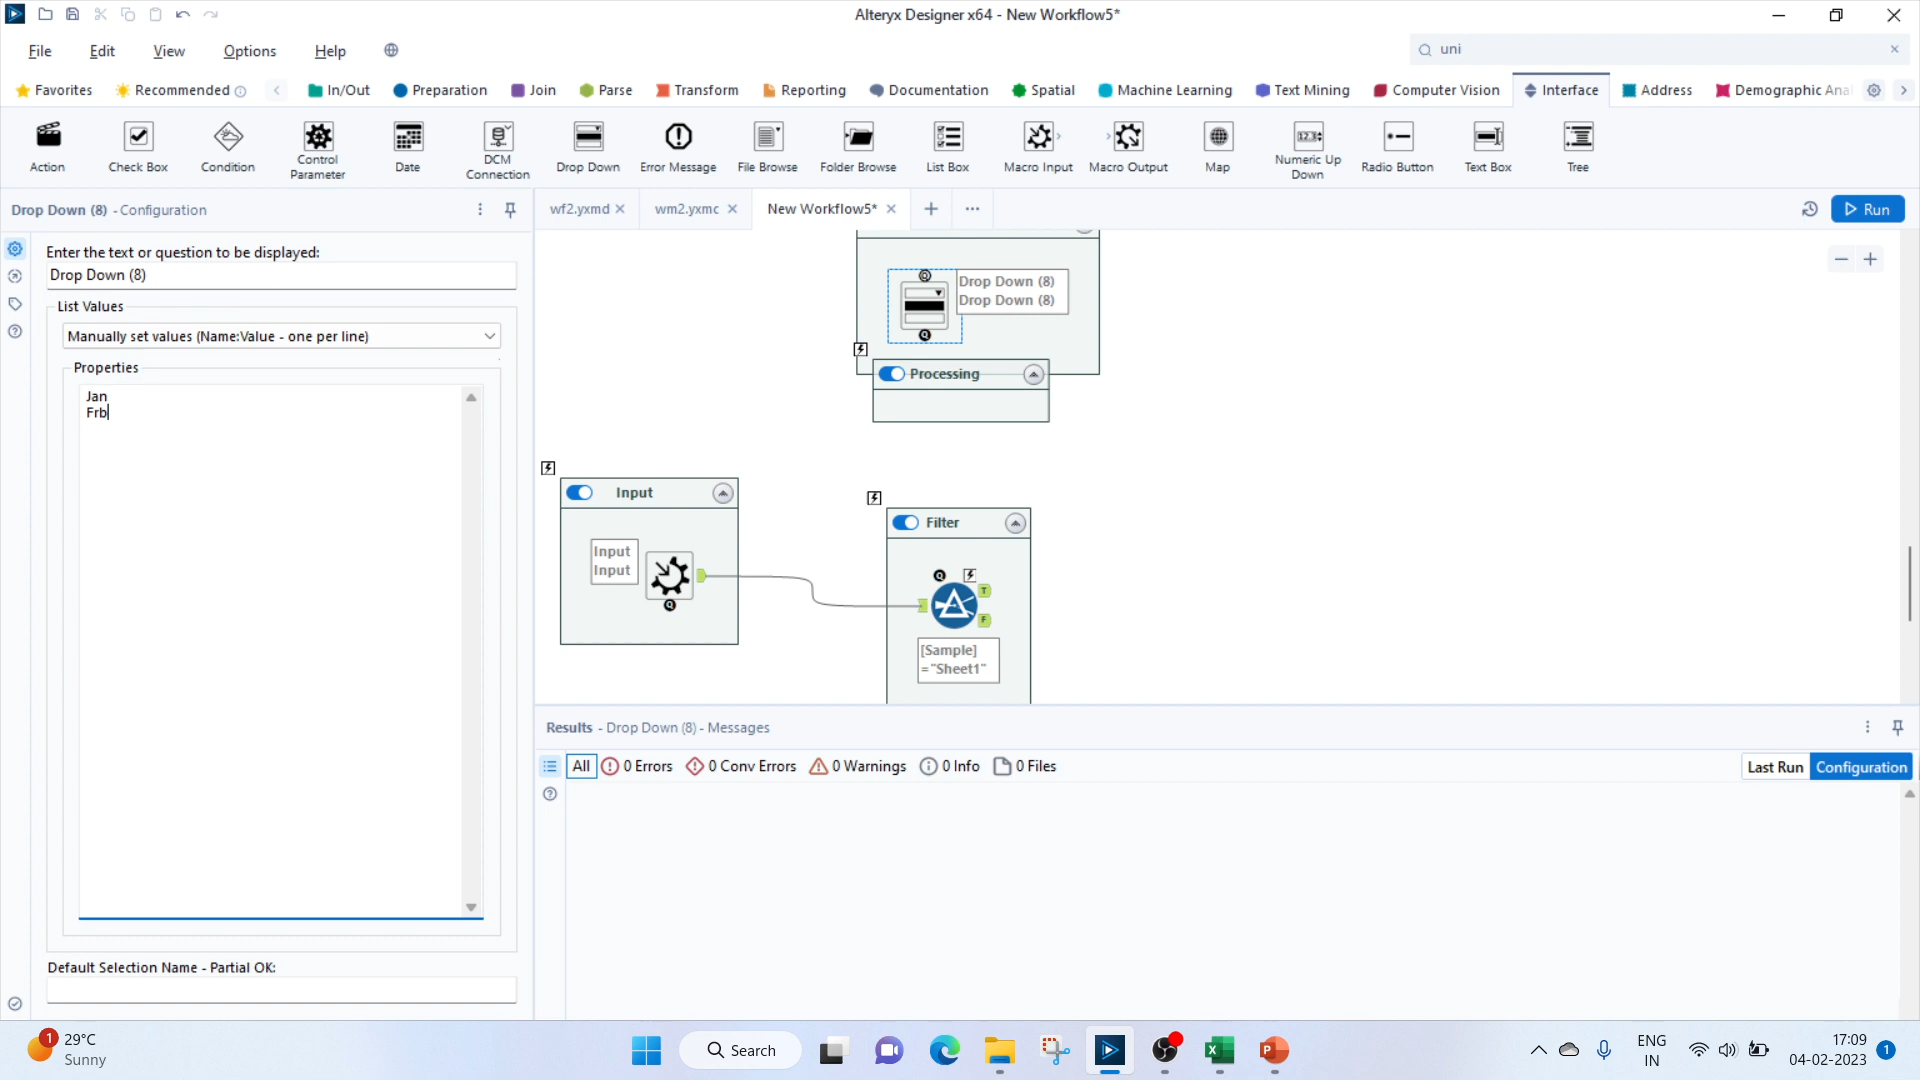 Alteryx Designer x64 - New Workflow5*
File Edit View Options Help
uni
Favorites Recommended In/Out Preparation Join Parse Transform Reporting Documentation Spatial Machine Learning Text Mining Computer Vision Interface Address Demographic Ana
Action Check Box Condition Control Parameter Date DCM Connection Drop Down Error Message File Browse Folder Browse List Box Macro Input Macro Output Map Numeric Up Down Radio Button Text Box Tree
Drop Down (8) - Configuration
wf2.yxmd wm2.yxmc New Workflow5* Run
Enter the text or question to be displayed:
Drop Down (8)
List Values
Manually set values (Name:Value - one per line)
Properties
Jan
Frb
Default Selection Name - Partial OK:
Drop Down (8)
Drop Down (8)
Processing
Input
Input
Input
Filter
T
F
[Sample]
="Sheet1"
Results - Drop Down (8) - Messages
All 0 Errors 0 Conv Errors 0 Warnings 0 Info 0 Files Last Run Configuration
1
29°C
Sunny
Search
ENG
IN
17:09
04-02-2023
1